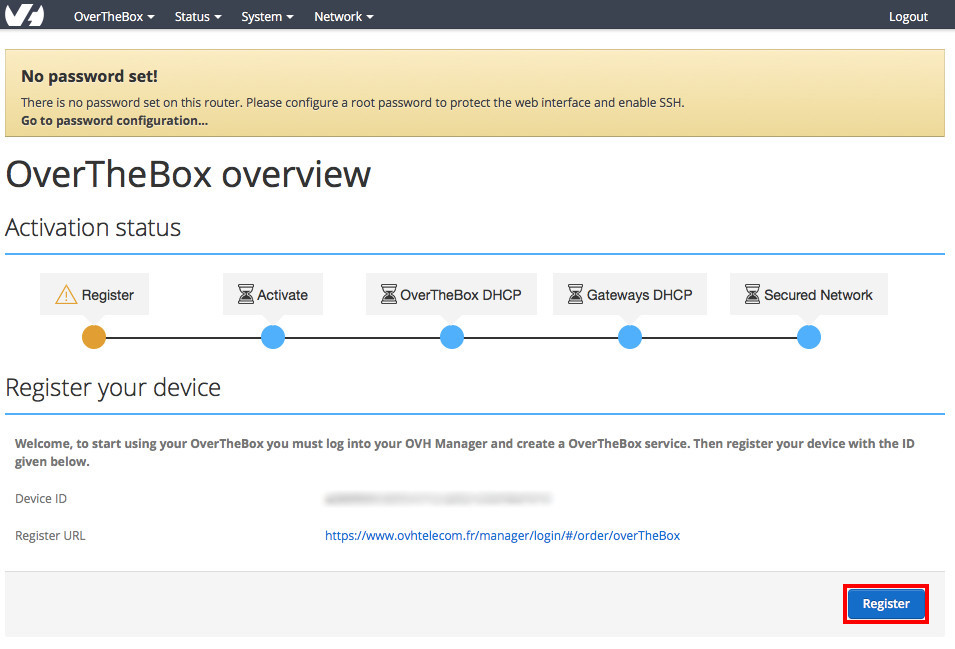 OverTheBox Status System Network Logout
No password set!
There is no password set on this router. Please configure a root password to protect the web interface and enable SSH.
Go to password configuration...
OverTheBox overview
Activation status
Register Activate OverTheBox DHCP Gateways DHCP Secured Network
Register your device
Welcome, to start using your OverTheBox you must log into your OVH Manager and create a OverTheBox service. Then register your device with the ID
given below.
Device ID
Register URL https://www.ovhtelecom.fr/manager/login/#/order/overTheBox
Register